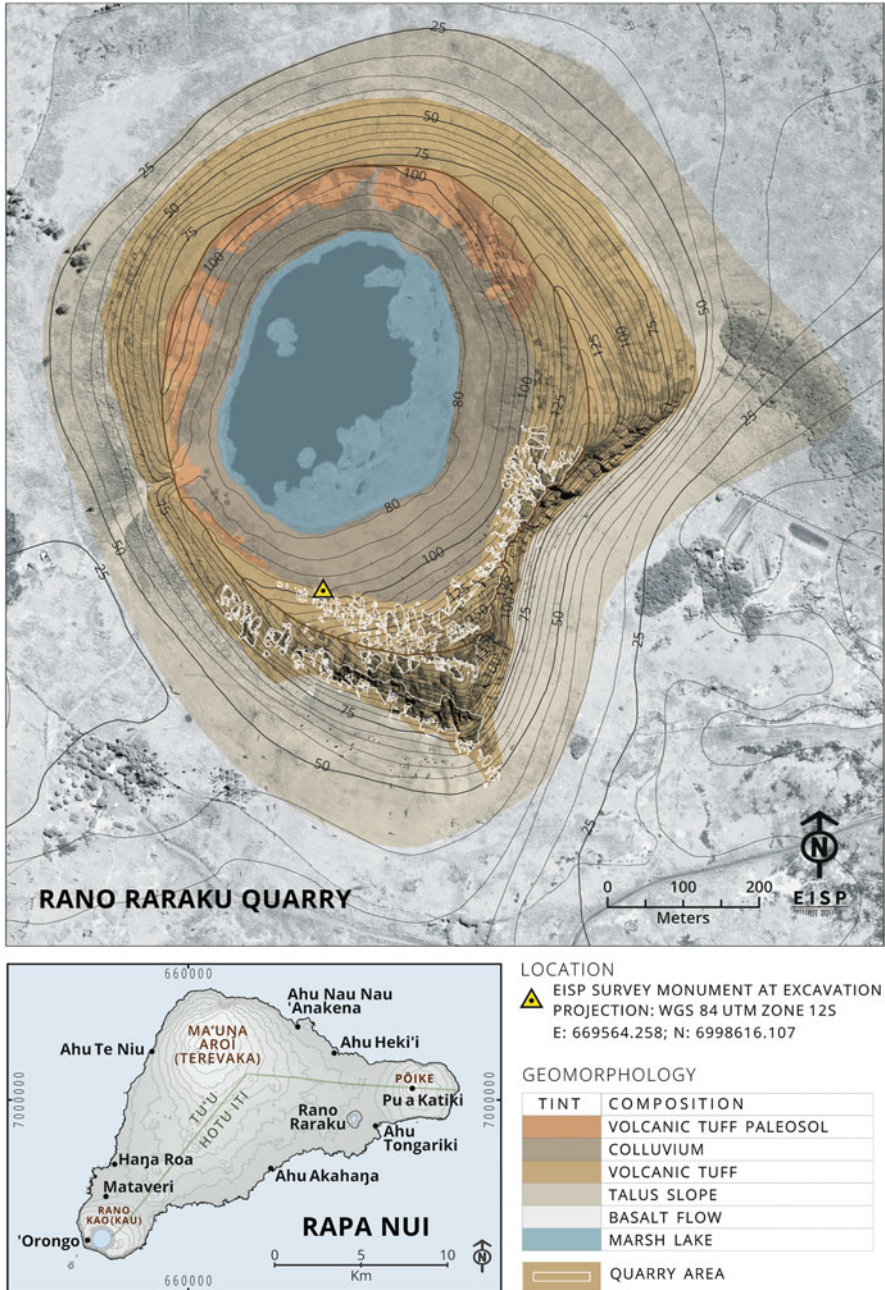 25
50
75
100
25
50
75
100
50
75
100
125
100
125
80
80
100
75
50
25
25
75
50
25
75
50
25
RANO RARAKU QUARRY
0 100 200
Meters
N
EISP
660000
Ahu Nau Nau
'Anakena
MA'UNA
AROÎ
(TEREVAKA)
Ahu Te Niu
Ahu Heki'i
PŌIKE
Pu a Katiki
7000000
7000000
TU'U
HOTU ITI
Rano
Raraku
Ahu
Tongariki
Haŋa Roa
Ahu Akahaŋa
Mataveri
RANO
KAO(KAU)
'Orongo
RAPA NUI
0 5 10
Km
N
660000
LOCATION
EISP SURVEY MONUMENT AT EXCAVATION
PROJECTION: WGS 84 UTM ZONE 12S
E: 669564.258; N: 6998616.107
GEOMORPHOLOGY
TINT COMPOSITION
VOLCANIC TUFF PALEOSOL
COLLUVIUM
VOLCANIC TUFF
TALUS SLOPE
BASALT FLOW
MARSH LAKE
QUARRY AREA